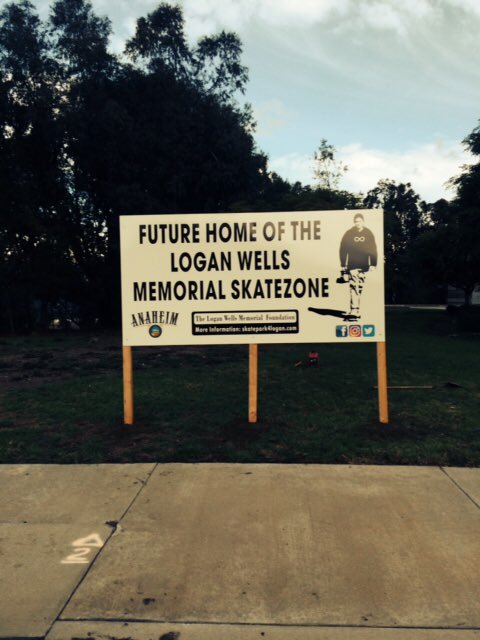 FUTURE HOME OF THE
LOGAN WELLS
MEMORIAL SKATEZONE
ANAHEIM
The Logan Wells Memorial Foundation
More Information: skatepark4logan.com